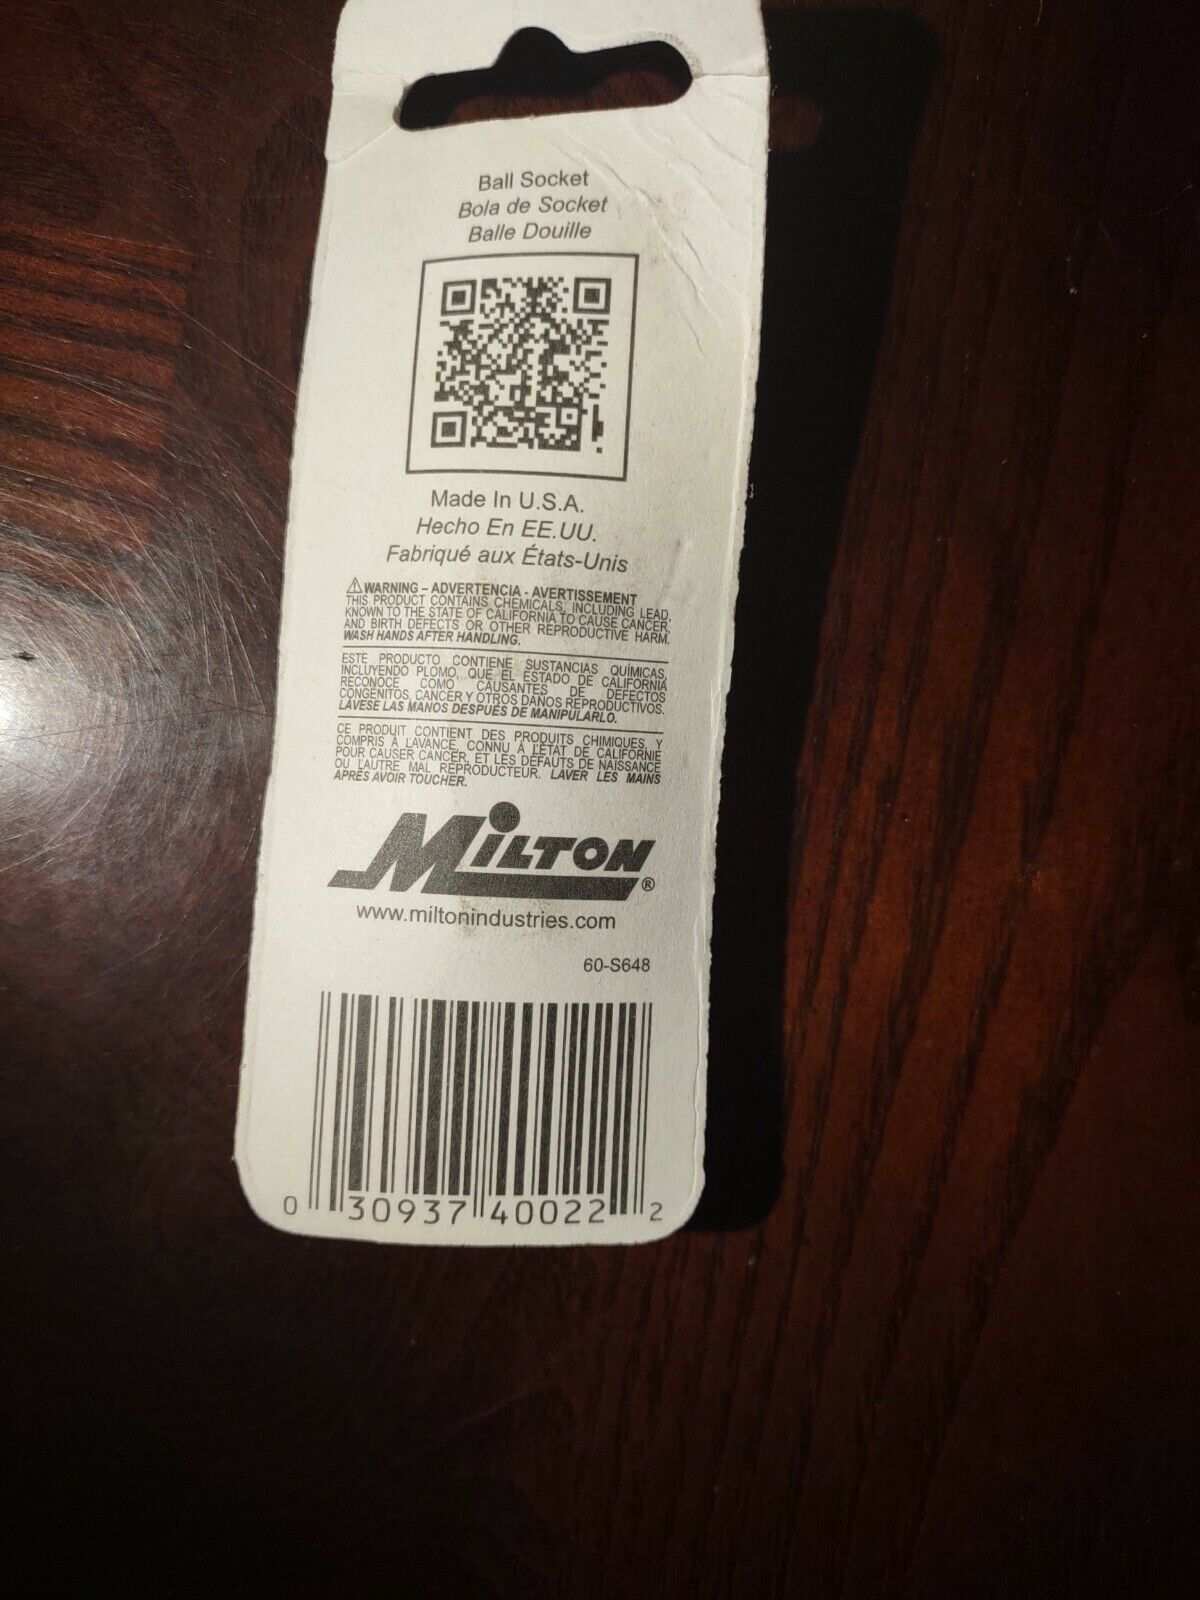 Ball Socket
Bola de Socket
Balle Douille
Made In U.S.A.
Hecho En EE.UU.
Fabriqué aux États-Unis
⚠WARNING – ADVERTENCIA - AVERTISSEMENT
THIS PRODUCT CONTAINS CHEMICALS, INCLUDING LEAD,
KNOWN TO THE STATE OF CALIFORNIA TO CAUSE CANCER,
AND BIRTH DEFECTS OR OTHER REPRODUCTIVE HARM.
WASH HANDS AFTER HANDLING.
ESTE PRODUCTO CONTIENE SUSTANCIAS QUÍMICAS,
INCLUYENDO PLOMO, QUE EL ESTADO DE CALIFORNIA
RECONOCE COMO CAUSANTES DE DEFECTOS
CONGENITOS, CANCER Y OTROS DANOS REPRODUCTIVOS.
LAVESE LAS MANOS DESPUÉS DE MANIPULARLO.
CE PRODUIT CONTIENT DES PRODUITS CHIMIQUES, Y
COMPRIS À L'AVANCE, CONNU À L'ÉTAT DE CALIFORNIE
POUR CAUSER CANCER, ET LES DÉFAUTS DE NAISSANCE
OU L'AUTRE MAL REPRODUCTEUR. LAVER LES MAINS
APRÈS AVOIR TOUCHER.
MILTON®
www.miltonindustries.com
60-S648
0 30937 40022 2